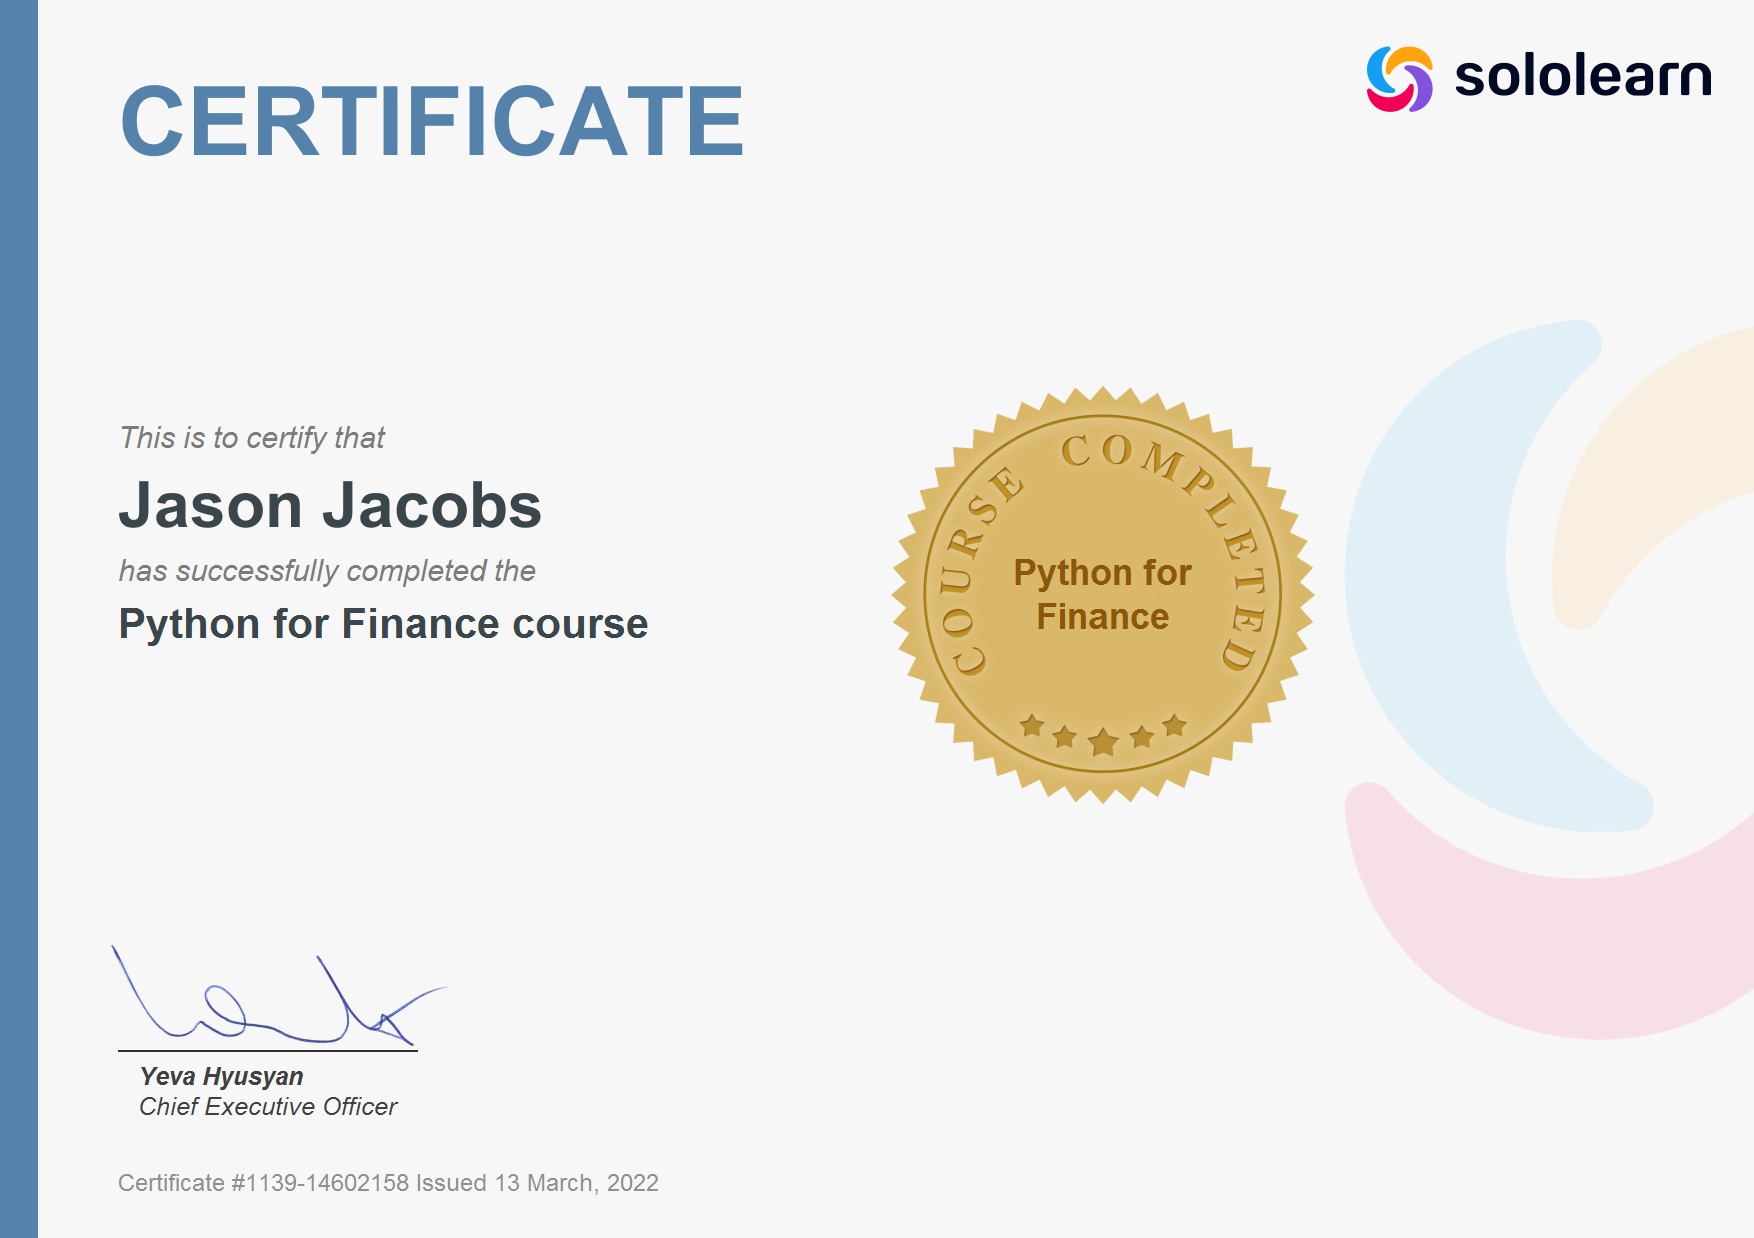 CERTIFICATE
sololearn
This is to certify that
Jason Jacobs
has successfully completed the
Python for Finance course
COURSE COMPLETED
Python for
Finance
Yeva Hyusyan
Chief Executive Officer
Certificate #1139-14602158 Issued 13 March, 2022